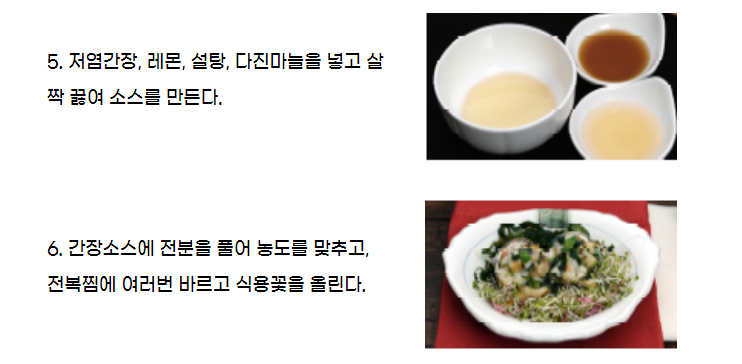 5. 저염간장, 레몬, 설탕, 다진마늘을 넣고 살
짝 끓여 소스를 만든다.
6. 간장소스에 전분을 풀어 농도를 맞추고,
전복찜에 여러번 바르고 식용꽃을 올린다.